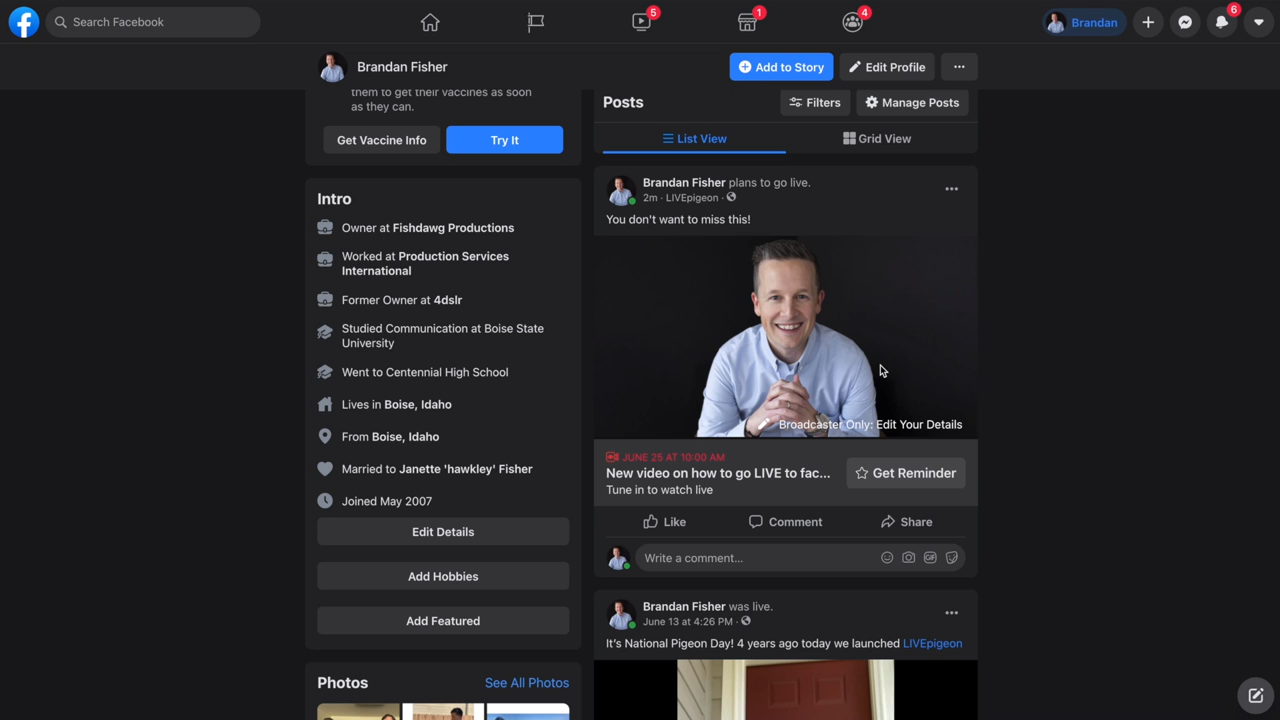 Search Facebook
5
1
4
Brandan
6
Brandan Fisher
Add to Story
Edit Profile
them to get their vaccines as soon
as they can.
Get Vaccine Info
Try It
Intro
Owner at Fishdawg Productions
Worked at Production Services
International
Former Owner at 4dslr
Studied Communication at Boise State
University
Went to Centennial High School
Lives in Boise, Idaho
From Boise, Idaho
Married to Janette 'hawkley' Fisher
Joined May 2007
Edit Details
Add Hobbies
Add Featured
Photos
See All Photos
Posts
Filters
Manage Posts
List View
Grid View
Brandan Fisher plans to go live.
2m · LIVEpigeon ·
You don't want to miss this!
Broadcaster Only: Edit Your Details
JUNE 25 AT 10:00 AM
New video on how to go LIVE to fac...
Tune in to watch live
Get Reminder
Like
Comment
Share
Write a comment...
GIF
Brandan Fisher was live.
June 13 at 4:26 PM ·
It's National Pigeon Day! 4 years ago today we launched LIVEpigeon